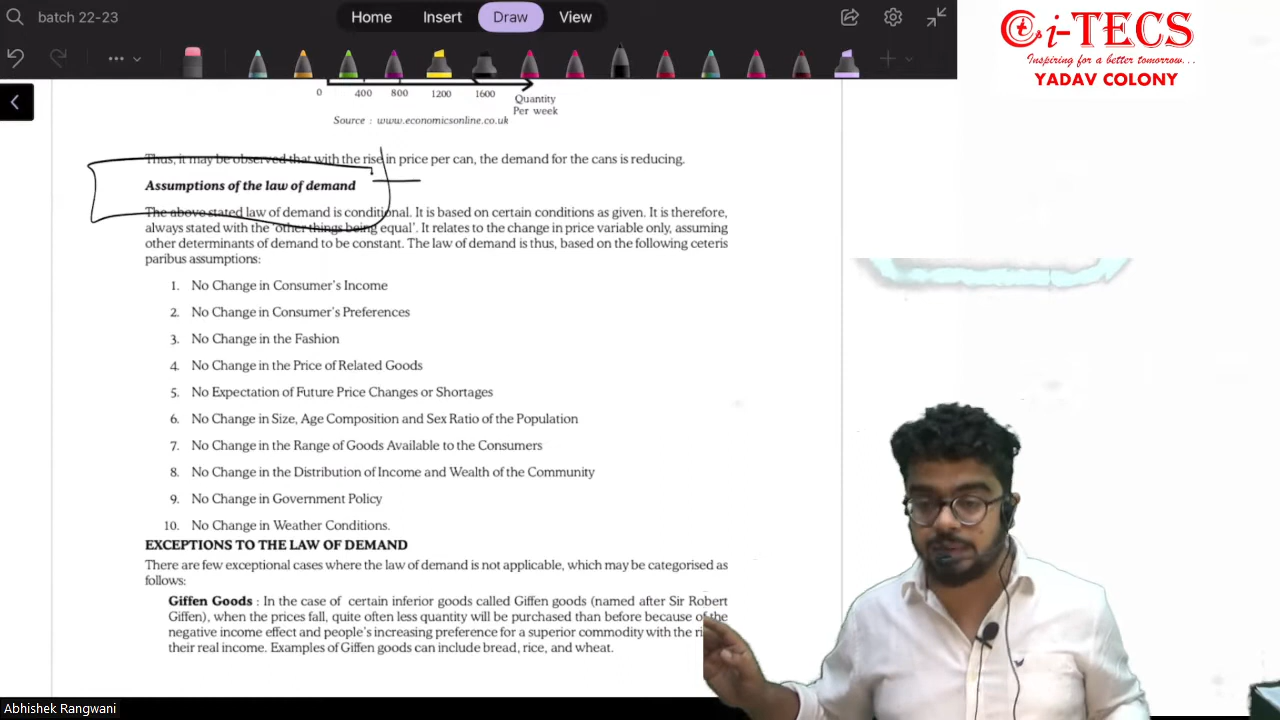 batch 22-23
Home Insert Draw View
i-TECS
Inspiring for a better tomorrow...
YADAV COLONY
0 400 800 1200 1600 Quantity
Per week
Source : www.economicsonline.co.uk
Thus, it may be observed that with the rise in price per can, the demand for the cans is reducing.
Assumptions of the law of demand
The above stated law of demand is conditional. It is based on certain conditions as given. It is therefore,
always stated with the 'other things being equal'. It relates to the change in price variable only, assuming
other determinants of demand to be constant. The law of demand is thus, based on the following ceteris
paribus assumptions:
1. No Change in Consumer's Income
2. No Change in Consumer's Preferences
3. No Change in the Fashion
4. No Change in the Price of Related Goods
5. No Expectation of Future Price Changes or Shortages
6. No Change in Size, Age Composition and Sex Ratio of the Population
7. No Change in the Range of Goods Available to the Consumers
8. No Change in the Distribution of Income and Wealth of the Community
9. No Change in Government Policy
10. No Change in Weather Conditions.
EXCEPTIONS TO THE LAW OF DEMAND
There are few exceptional cases where the law of demand is not applicable, which may be categorised as
follows:
Giffen Goods : In the case of certain inferior goods called Giffen goods (named after Sir Robert
Giffen), when the prices fall, quite often less quantity will be purchased than before because of the
negative income effect and people's increasing preference for a superior commodity with the
their real income. Examples of Giffen goods can include bread, rice, and wheat.
Abhishek Rangwani